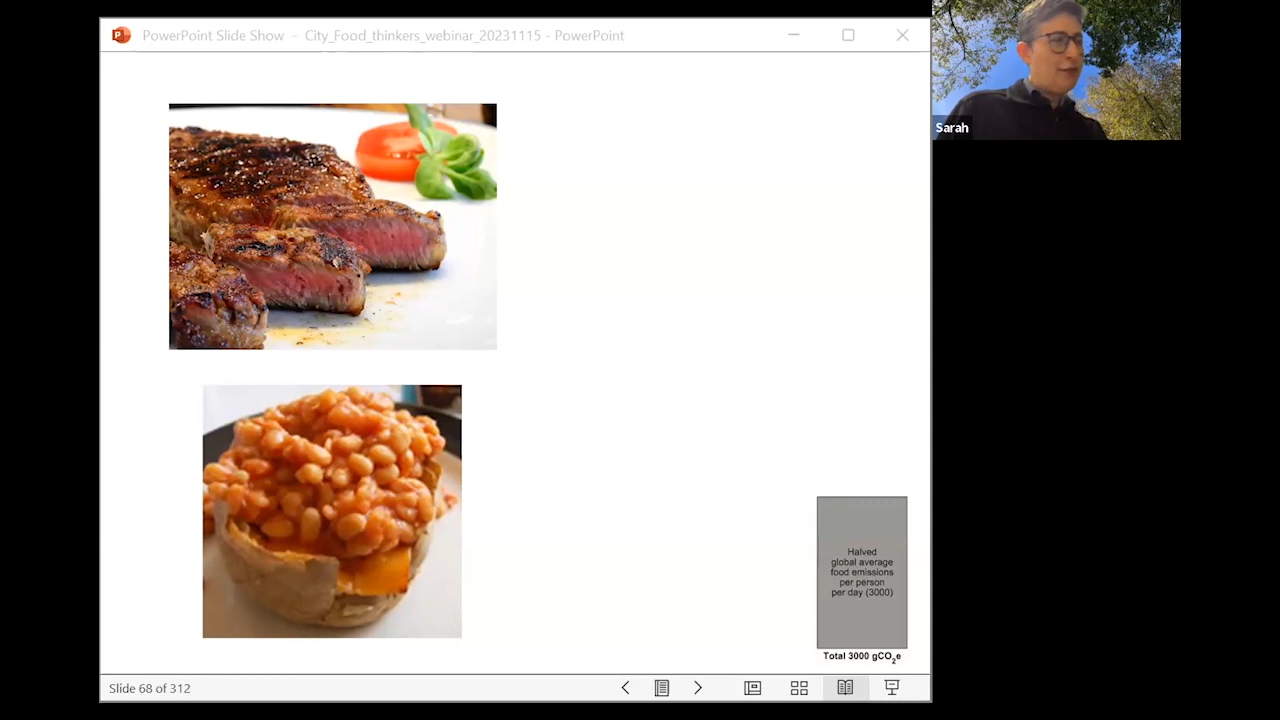 PowerPoint Slide Show - City_Food_thinkers_webinar_20231115 - PowerPoint
Sarah
Halved
global average
food emissions
per person
per day (3000)
Total 3000 gCO2e
Slide 68 of 312